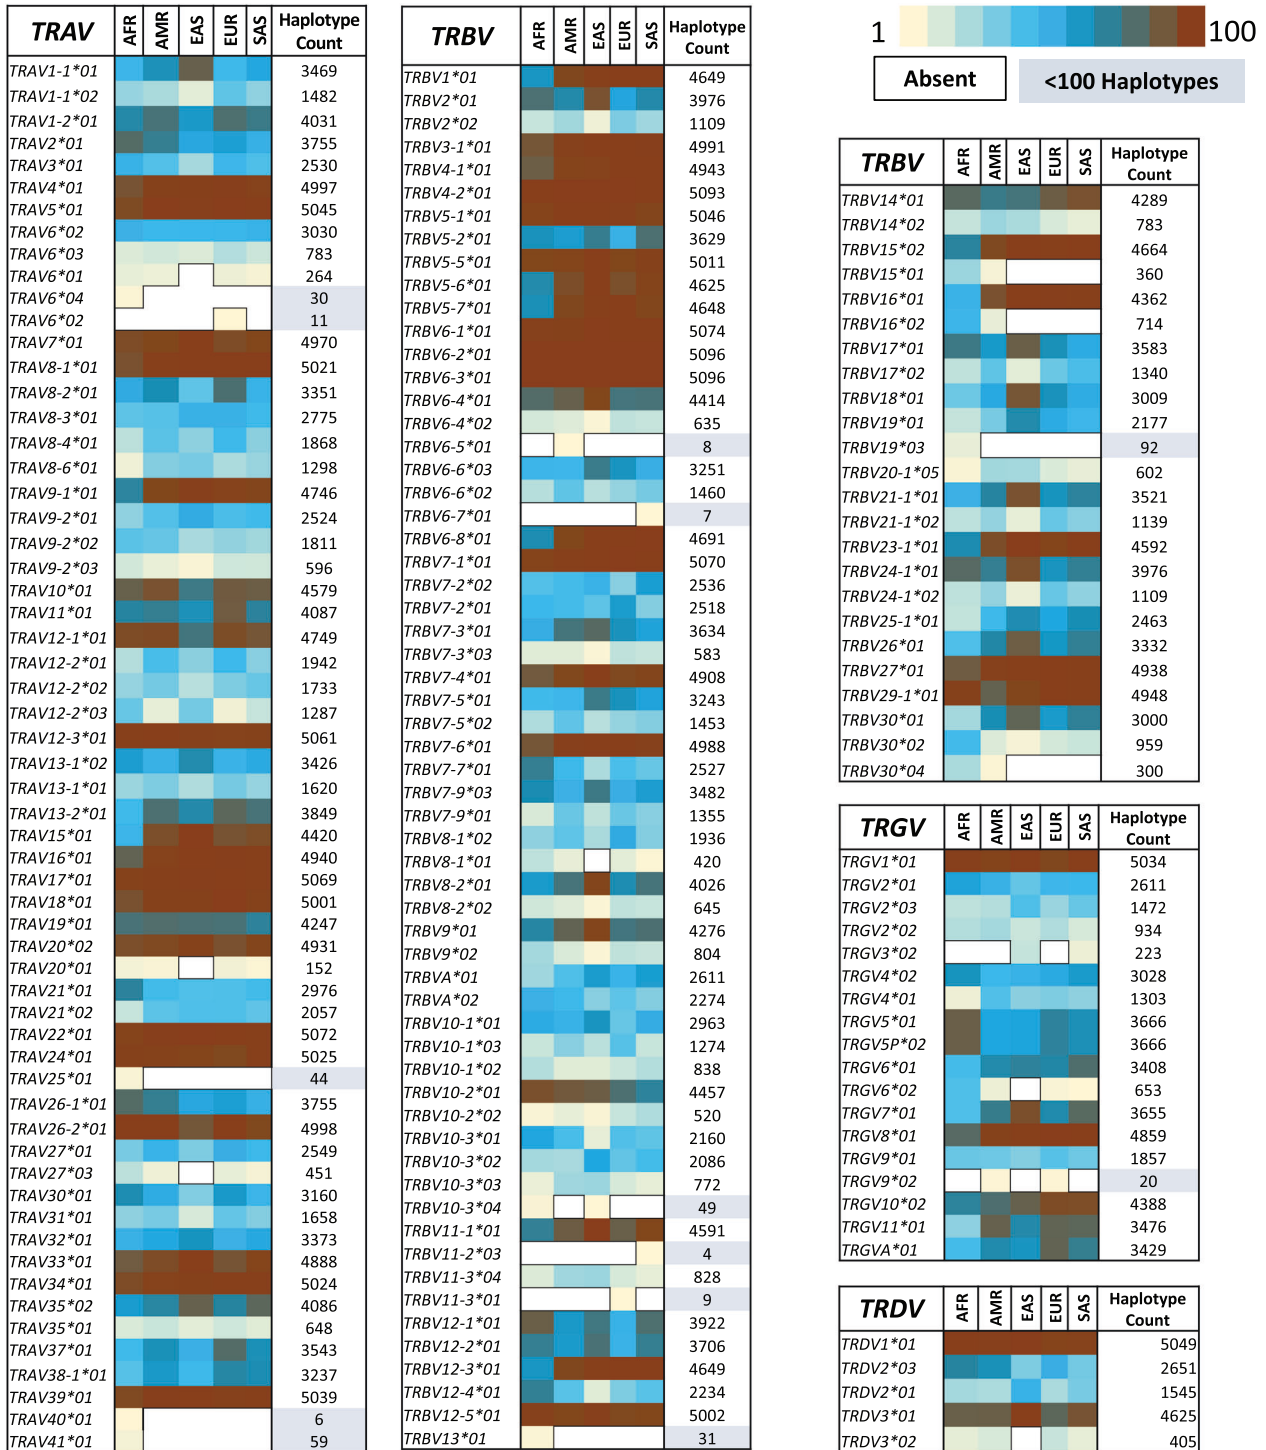 TRAV AFR AMR EAS EUR SAS Haplotype Count
TRAV1-1*01 3469
TRAV1-1*02 1482
TRAV1-2*01 4031
TRAV2*01 3755
TRAV3*01 2530
TRAV4*01 4997
TRAV5*01 5045
TRAV6*02 3030
TRAV6*03 783
TRAV6*01 264
TRAV6*04 30
TRAV6*02 11
TRAV7*01 4970
TRAV8-1*01 5021
TRAV8-2*01 3351
TRAV8-3*01 2775
TRAV8-4*01 1868
TRAV8-6*01 1298
TRAV9-1*01 4746
TRAV9-2*01 2524
TRAV9-2*02 1811
TRAV9-2*03 596
TRAV10*01 4579
TRAV11*01 4087
TRAV12-1*01 4749
TRAV12-2*01 1942
TRAV12-2*02 1733
TRAV12-2*03 1287
TRAV12-3*01 5061
TRAV13-1*02 3426
TRAV13-1*01 1620
TRAV13-2*01 3849
TRAV15*01 4420
TRAV16*01 4940
TRAV17*01 5069
TRAV18*01 5001
TRAV19*01 4247
TRAV20*02 4931
TRAV20*01 152
TRAV21*01 2976
TRAV21*02 2057
TRAV22*01 5072
TRAV24*01 5025
TRAV25*01 44
TRAV26-1*01 3755
TRAV26-2*01 4998
TRAV27*01 2549
TRAV27*03 451
TRAV30*01 3160
TRAV31*01 1658
TRAV32*01 3373
TRAV33*01 4888
TRAV34*01 5024
TRAV35*02 4086
TRAV35*01 648
TRAV37*01 3543
TRAV38-1*01 3237
TRAV39*01 5039
TRAV40*01 6
TRAV41*01 59
TRBV AFR AMR EAS EUR SAS Haplotype Count
TRBV1*01 4649
TRBV2*01 3976
TRBV2*02 1109
TRBV3-1*01 4991
TRBV4-1*01 4943
TRBV4-2*01 5093
TRBV5-1*01 5046
TRBV5-2*01 3629
TRBV5-5*01 5011
TRBV5-6*01 4625
TRBV5-7*01 4648
TRBV6-1*01 5074
TRBV6-2*01 5096
TRBV6-3*01 5096
TRBV6-4*01 4414
TRBV6-4*02 635
TRBV6-5*01 8
TRBV6-6*03 3251
TRBV6-6*02 1460
TRBV6-7*01 7
TRBV6-8*01 4691
TRBV7-1*01 5070
TRBV7-2*02 2536
TRBV7-2*01 2518
TRBV7-3*01 3634
TRBV7-3*03 583
TRBV7-4*01 4908
TRBV7-5*01 3243
TRBV7-5*02 1453
TRBV7-6*01 4988
TRBV7-7*01 2527
TRBV7-9*03 3482
TRBV7-9*01 1355
TRBV8-1*02 1936
TRBV8-1*01 420
TRBV8-2*01 4026
TRBV8-2*02 645
TRBV9*01 4276
TRBV9*02 804
TRBVA*01 2611
TRBVA*02 2274
TRBV10-1*01 2963
TRBV10-1*03 1274
TRBV10-1*02 838
TRBV10-2*01 4457
TRBV10-2*02 520
TRBV10-3*01 2160
TRBV10-3*02 2086
TRBV10-3*03 772
TRBV10-3*04 49
TRBV11-1*01 4591
TRBV11-2*03 4
TRBV11-3*04 828
TRBV11-3*01 9
TRBV12-1*01 3922
TRBV12-2*01 3706
TRBV12-3*01 4649
TRBV12-4*01 2234
TRBV12-5*01 5002
TRBV13*01 31
1 100
Absent <100 Haplotypes
TRBV AFR AMR EAS EUR SAS Haplotype Count
TRBV14*01 4289
TRBV14*02 783
TRBV15*02 4664
TRBV15*01 360
TRBV16*01 4362
TRBV16*02 714
TRBV17*01 3583
TRBV17*02 1340
TRBV18*01 3009
TRBV19*01 2177
TRBV19*03 92
TRBV20-1*05 602
TRBV21-1*01 3521
TRBV21-1*02 1139
TRBV23-1*01 4592
TRBV24-1*01 3976
TRBV24-1*02 1109
TRBV25-1*01 2463
TRBV26*01 3332
TRBV27*01 4938
TRBV29-1*01 4948
TRBV30*01 3000
TRBV30*02 959
TRBV30*04 300
TRGV AFR AMR EAS EUR SAS Haplotype Count
TRGV1*01 5034
TRGV2*01 2611
TRGV2*03 1472
TRGV2*02 934
TRGV3*02 223
TRGV4*02 3028
TRGV4*01 1303
TRGV5*01 3666
TRGV5P*02 3666
TRGV6*01 3408
TRGV6*02 653
TRGV7*01 3655
TRGV8*01 4859
TRGV9*01 1857
TRGV9*02 20
TRGV10*02 4388
TRGV11*01 3476
TRGVA*01 3429
TRDV AFR AMR EAS EUR SAS Haplotype Count
TRDV1*01 5049
TRDV2*03 2651
TRDV2*01 1545
TRDV3*01 4625
TRDV3*02 405